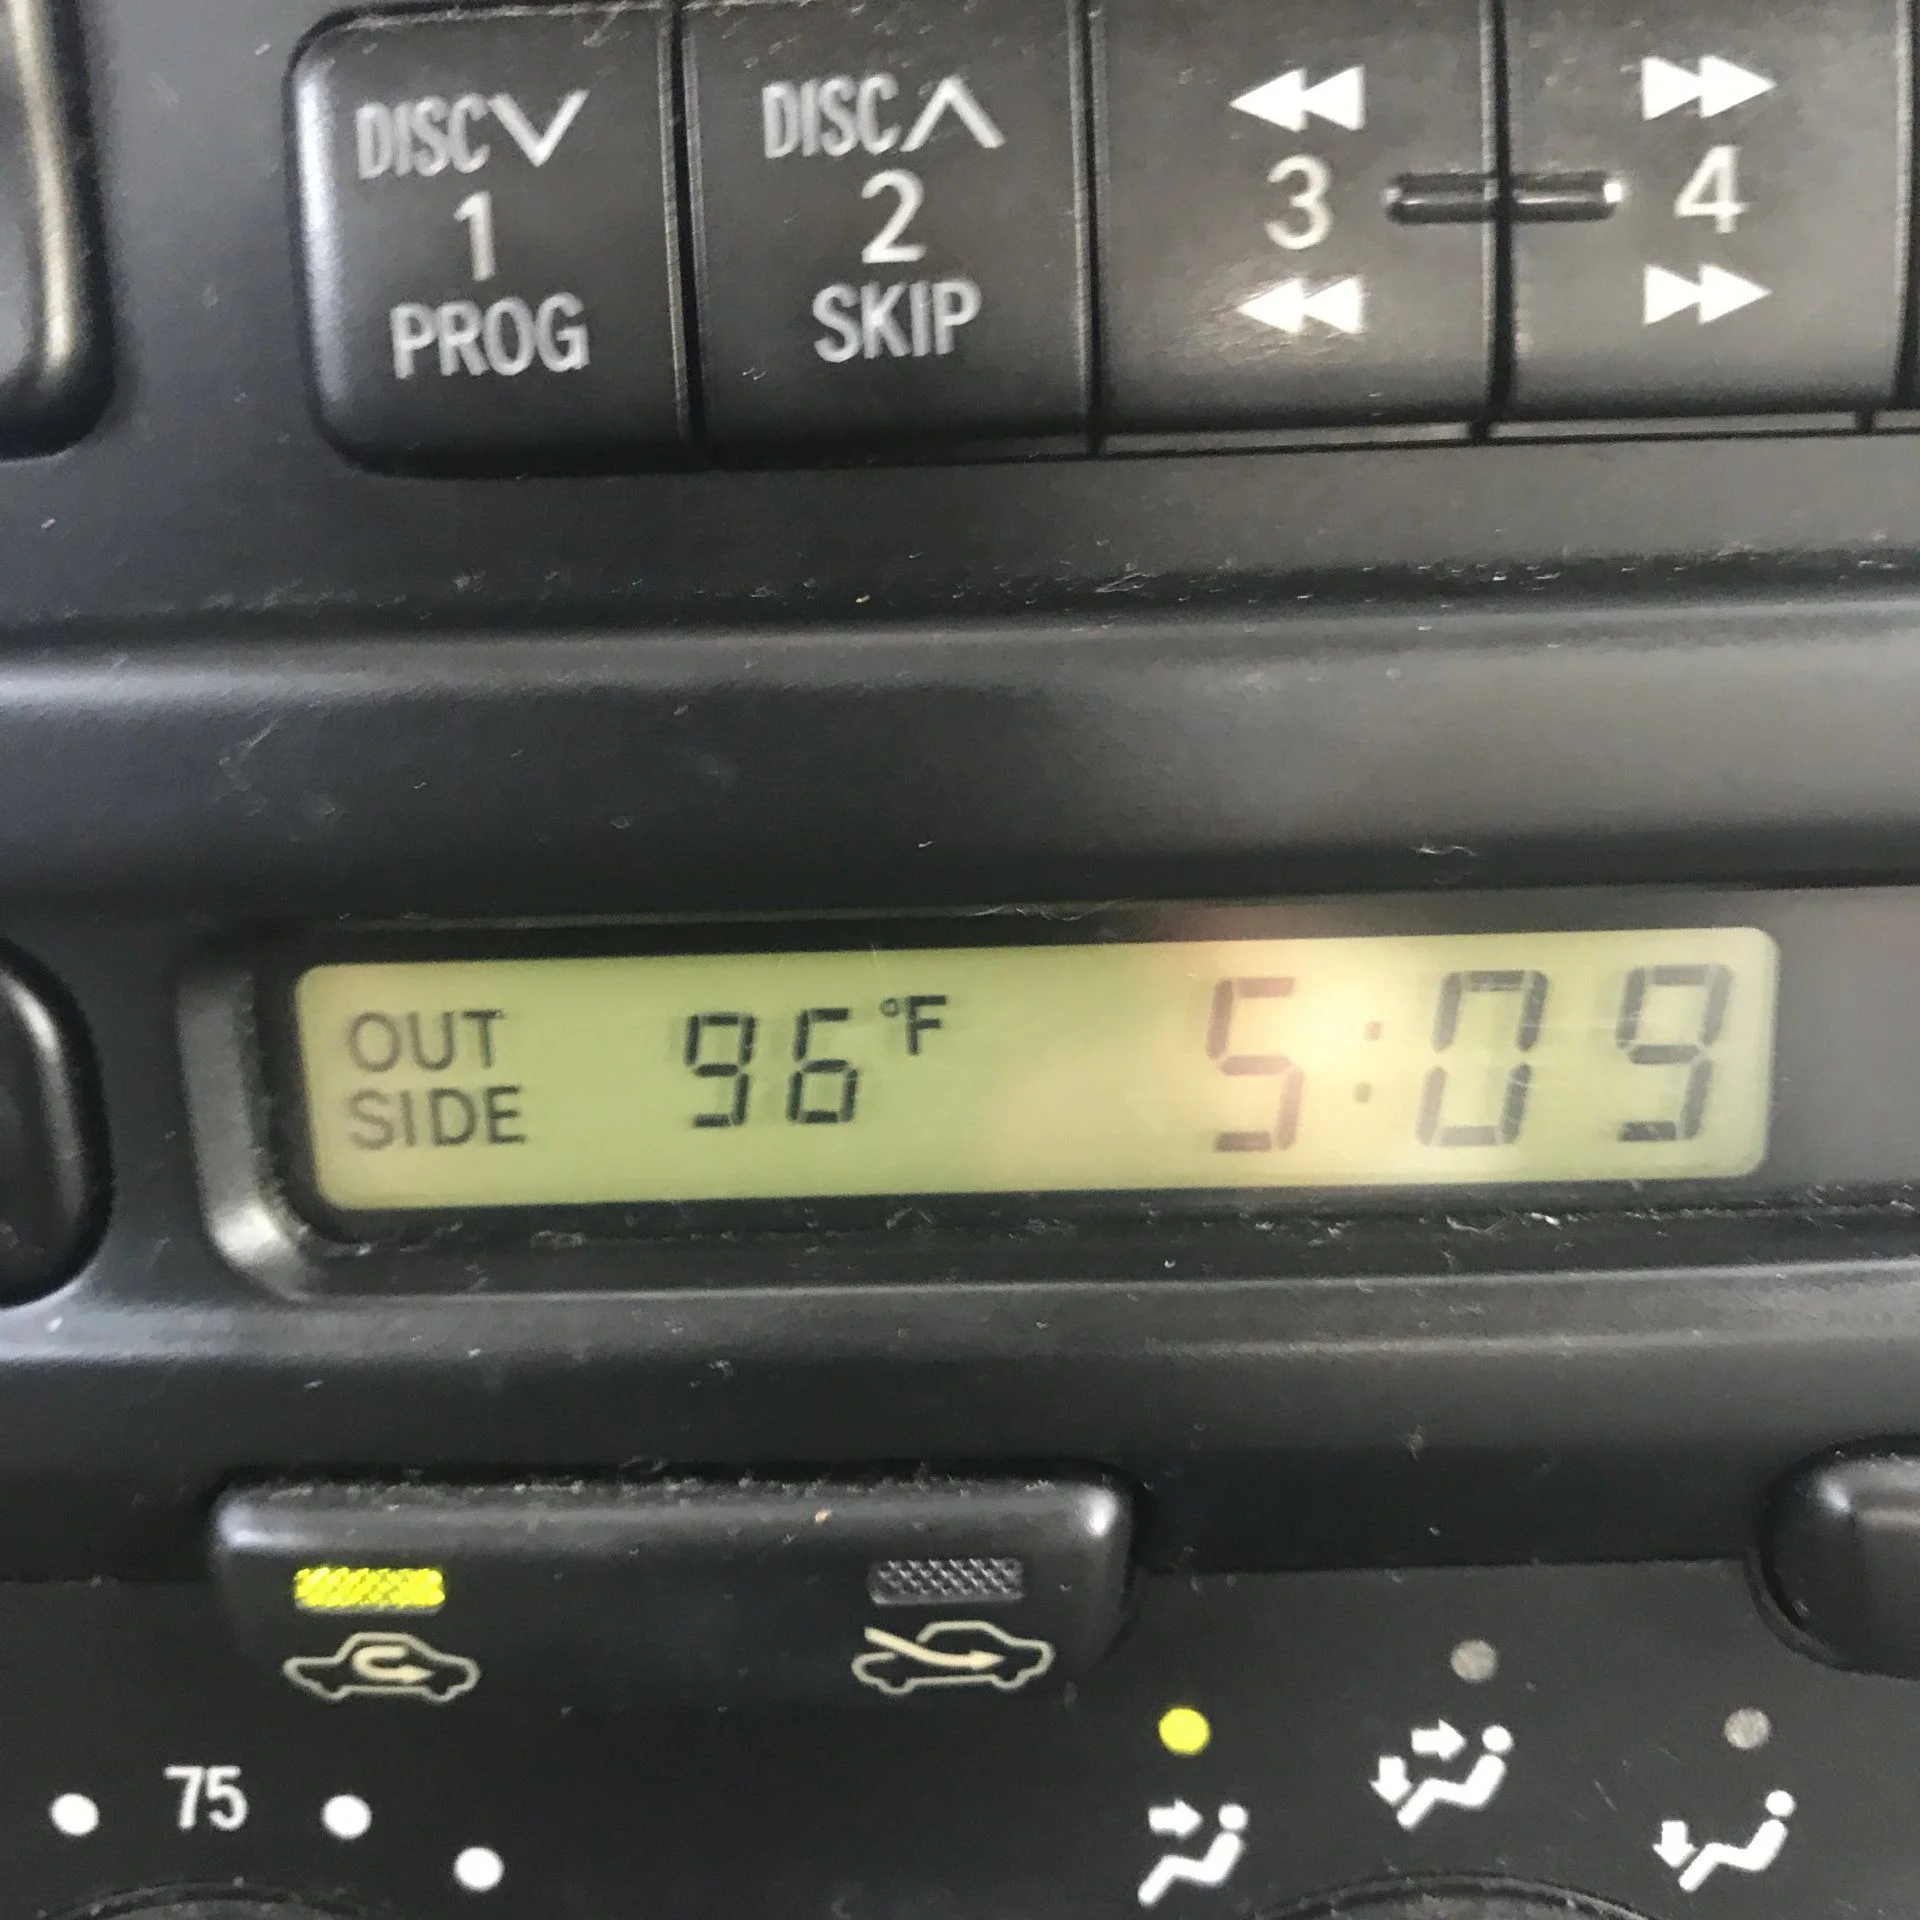 DISC DISC
1 2 3 4
PROG SKIP
OUT 96°F 5:09
SIDE
75